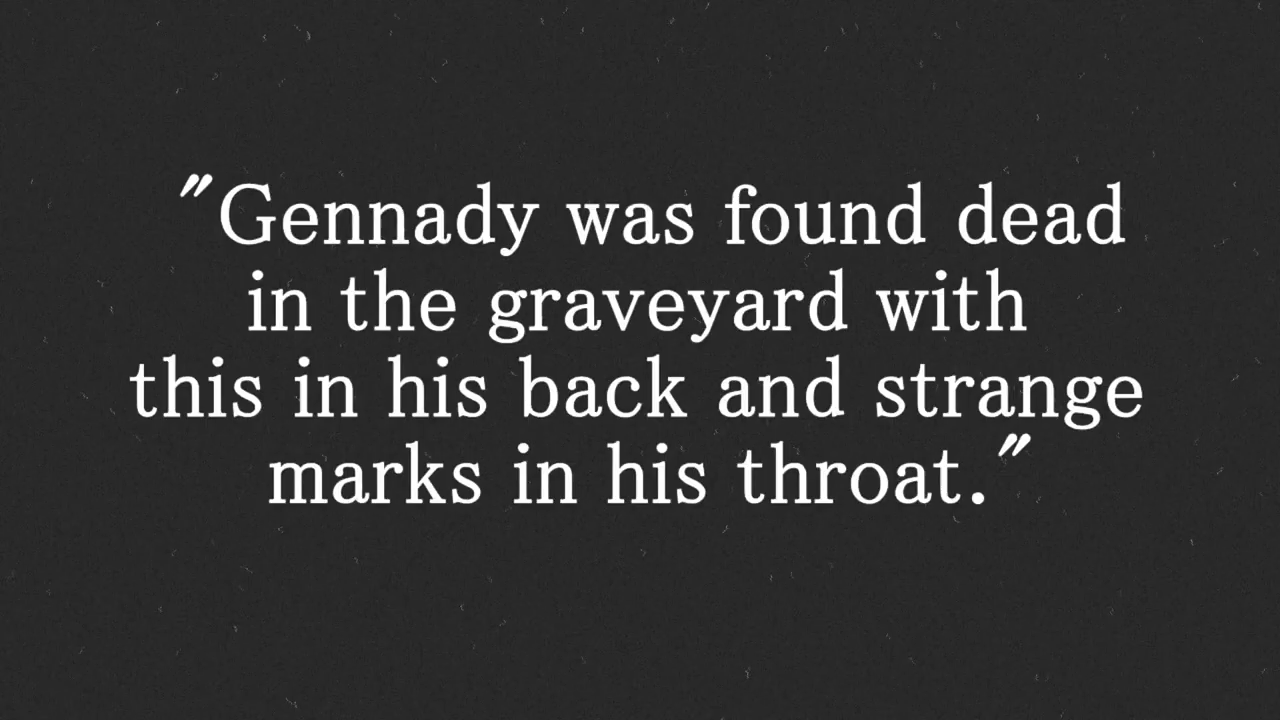 "Gennady was found dead
in the graveyard with
this in his back and strange
marks in his throat."